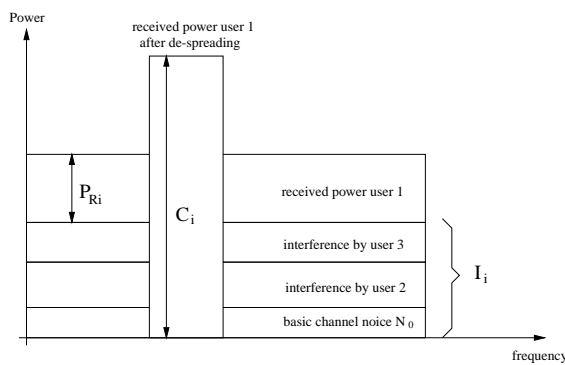 Power
received power user 1
after de-spreading
P_Ri
C_i
received power user 1
interference by user 3
interference by user 2
basic channel noice N_0
I_i
frequency